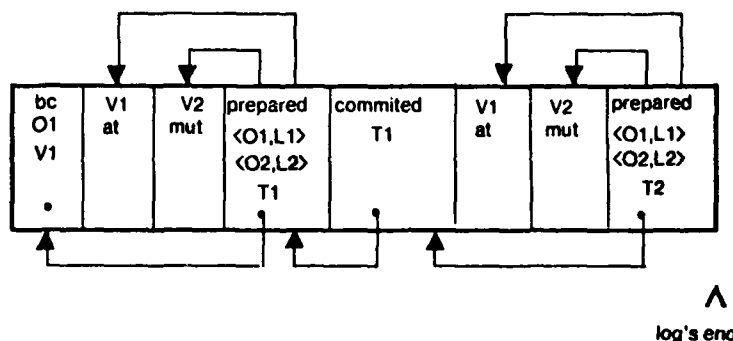 bc
O1
V1
V1
at
V2
mut
prepared
<O1,L1>
<O2,L2>
T1
commited
T1
V1
at
V2
mut
prepared
<O1,L1>
<O2,L2>
T2
log's end